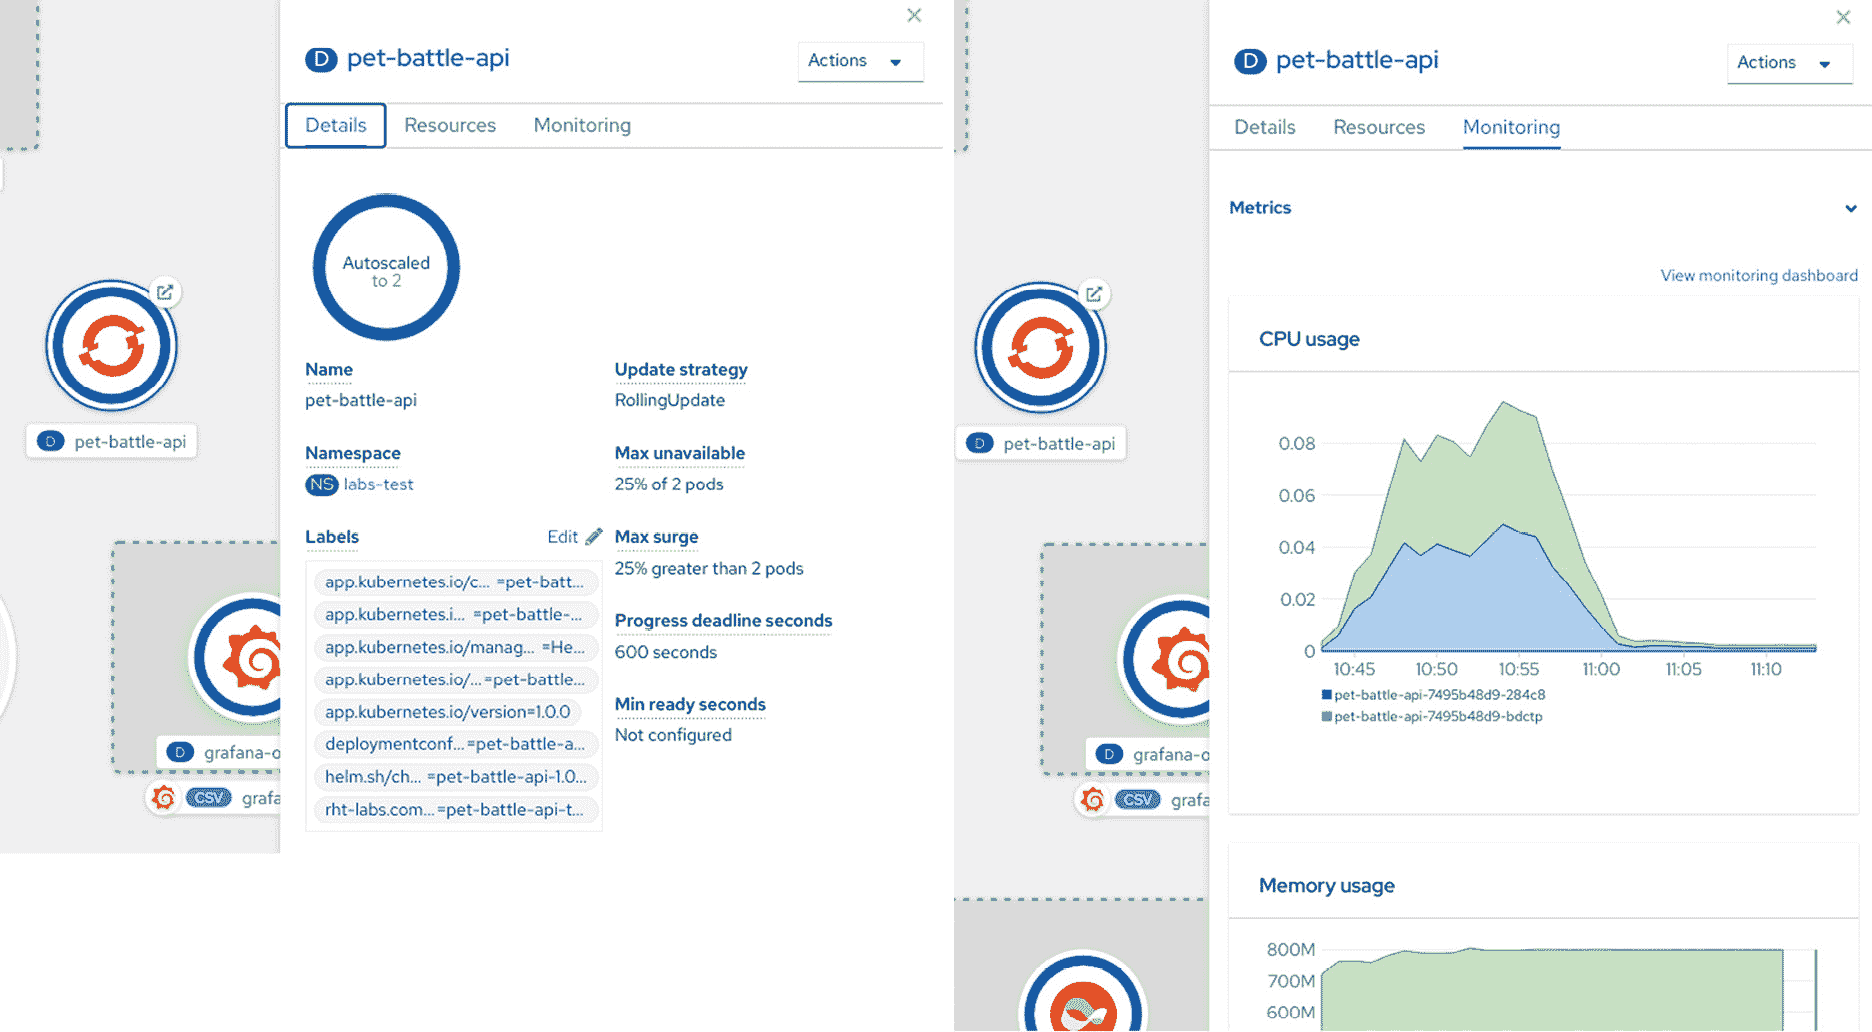 D pet-battle-api
Actions
Details Resources Monitoring
Autoscaled
to 2
Name
pet-battle-api
Update strategy
RollingUpdate
Namespace
NS labs-test
Max unavailable
25% of 2 pods
Labels Edit
app.kubernetes.io/c... =pet-batt...
app.kubernetes.i... =pet-battle-...
app.kubernetes.io/manag... =He...
app.kubernetes.io/...=pet-battle...
app.kubernetes.io/version=1.0.0
deploymentconf...=pet-battle-a...
helm.sh/ch... =pet-battle-api-1.0...
rht-labs.com...=pet-battle-api-t...
Max surge
25% greater than 2 pods
Progress deadline seconds
600 seconds
Min ready seconds
Not configured
D pet-battle-api
D grafana-o
CSV grafa
D pet-battle-api
Actions
Details Resources Monitoring
Metrics
View monitoring dashboard
CPU usage
0.08
0.06
0.04
0.02
0
10:45 10:50 10:55 11:00 11:05 11:10
pet-battle-api-7495b48d9-284c8
pet-battle-api-7495b48d9-bdctp
Memory usage
800M
700M
600M
D pet-battle-api
D grafana-o
CSV grafa